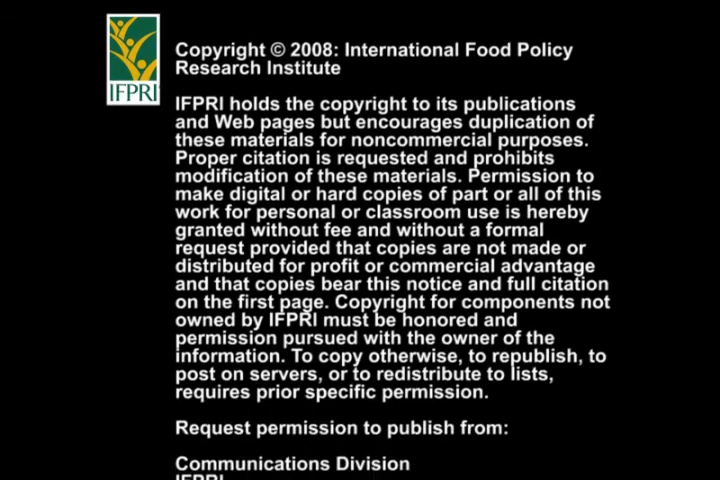 IFPRI
Copyright © 2008: International Food Policy
Research Institute
IFPRI holds the copyright to its publications
and Web pages but encourages duplication of
these materials for noncommercial purposes.
Proper citation is requested and prohibits
modification of these materials. Permission to
make digital or hard copies of part or all of this
work for personal or classroom use is hereby
granted without fee and without a formal
request provided that copies are not made or
distributed for profit or commercial advantage
and that copies bear this notice and full citation
on the first page. Copyright for components not
owned by IFPRI must be honored and
permission pursued with the owner of the
information. To copy otherwise, to republish, to
post on servers, or to redistribute to lists,
requires prior specific permission.
Request permission to publish from:
Communications Division
IFPRI